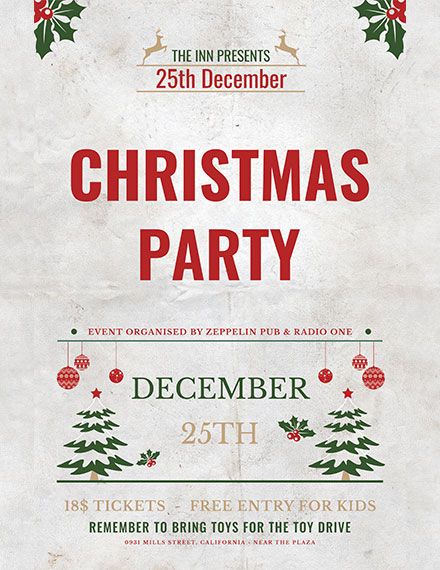 THE INN PRESENTS
25th December
CHRISTMAS
PARTY
EVENT ORGANISED BY ZEPPELIN PUB & RADIO ONE
DECEMBER
25TH
18$ TICKETS - FREE ENTRY FOR KIDS
REMEMBER TO BRING TOYS FOR THE TOY DRIVE
0931 MILLS STREET, CALIFORNIA - NEAR THE PLAZA